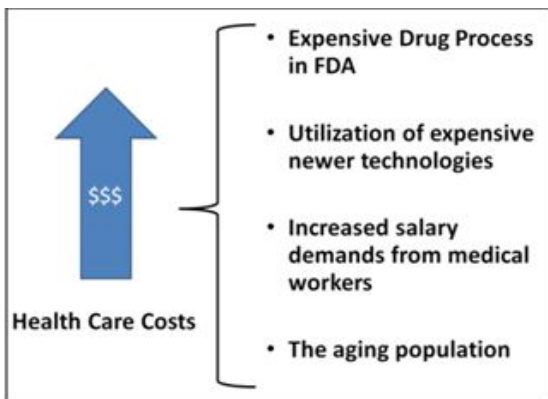 $$$
Health Care Costs
• Expensive Drug Process
in FDA
• Utilization of expensive
newer technologies
• Increased salary
demands from medical
workers
• The aging population